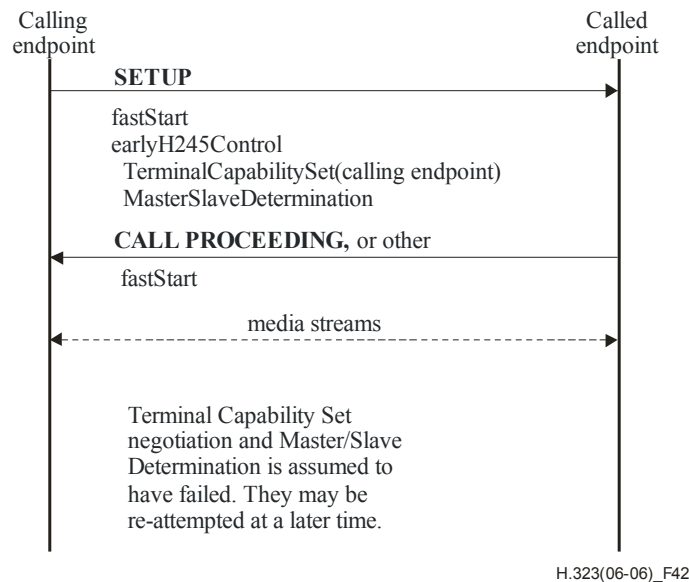 Calling
endpoint
Called
endpoint
SETUP
fastStart
earlyH245Control
TerminalCapabilitySet(calling endpoint)
MasterSlaveDetermination
CALL PROCEEDING, or other
fastStart
media streams
Terminal Capability Set
negotiation and Master/Slave
Determination is assumed to
have failed. They may be
re-attempted at a later time.
H.323(06-06)_F42